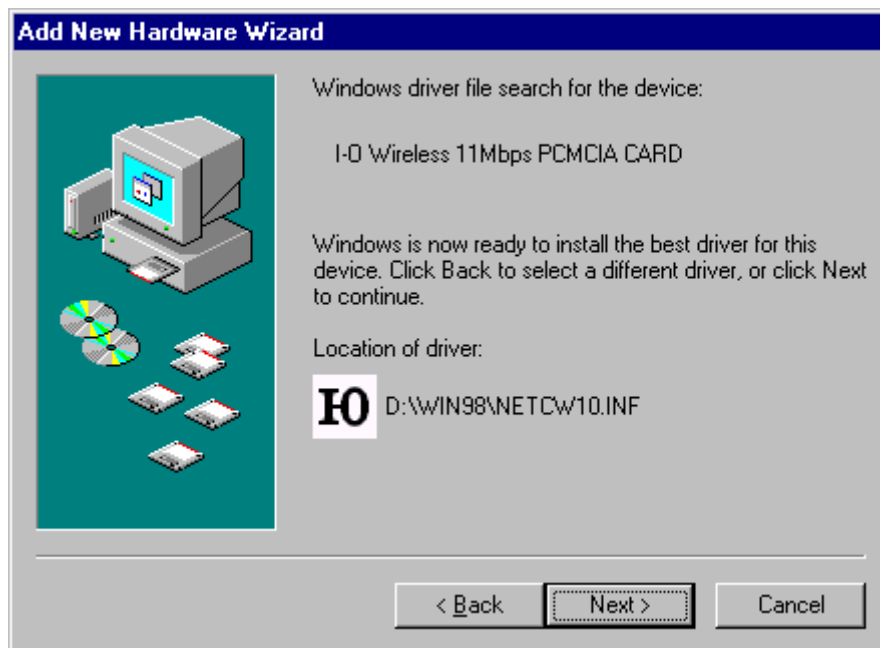 Add New Hardware Wizard
Windows driver file search for the device:
I-O Wireless 11Mbps PCMCIA CARD
Windows is now ready to install the best driver for this
device. Click Back to select a different driver, or click Next
to continue.
Location of driver:
I-O D:\WIN98\NETCW10.INF
< Back Next > Cancel